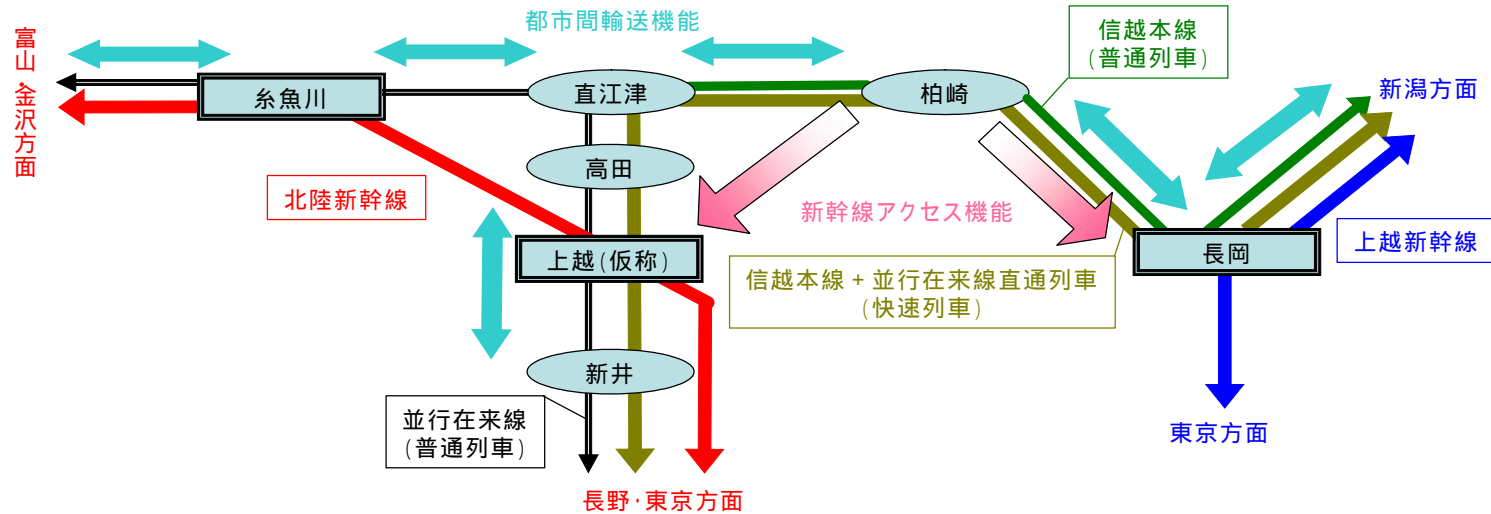 都市間輸送機能
信越本線
(普通列車)
富山・金沢方面
糸魚川
直江津
柏崎
新潟方面
高田
北陸新幹線
新幹線アクセス機能
上越(仮称)
長岡
上越新幹線
信越本線+並行在来線直通列車
(快速列車)
新井
並行在来線
(普通列車)
東京方面
長野・東京方面